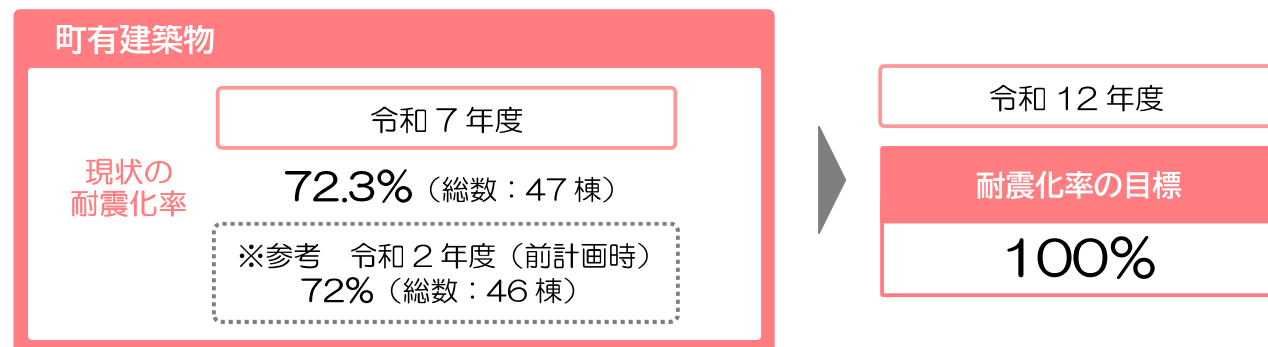 町有建築物
現状の
耐震化率
令和７年度
72.3%（総数：47 棟）
※参考　令和２年度（前計画時）
72%（総数：46 棟）
令和 12 年度
耐震化率の目標
100%